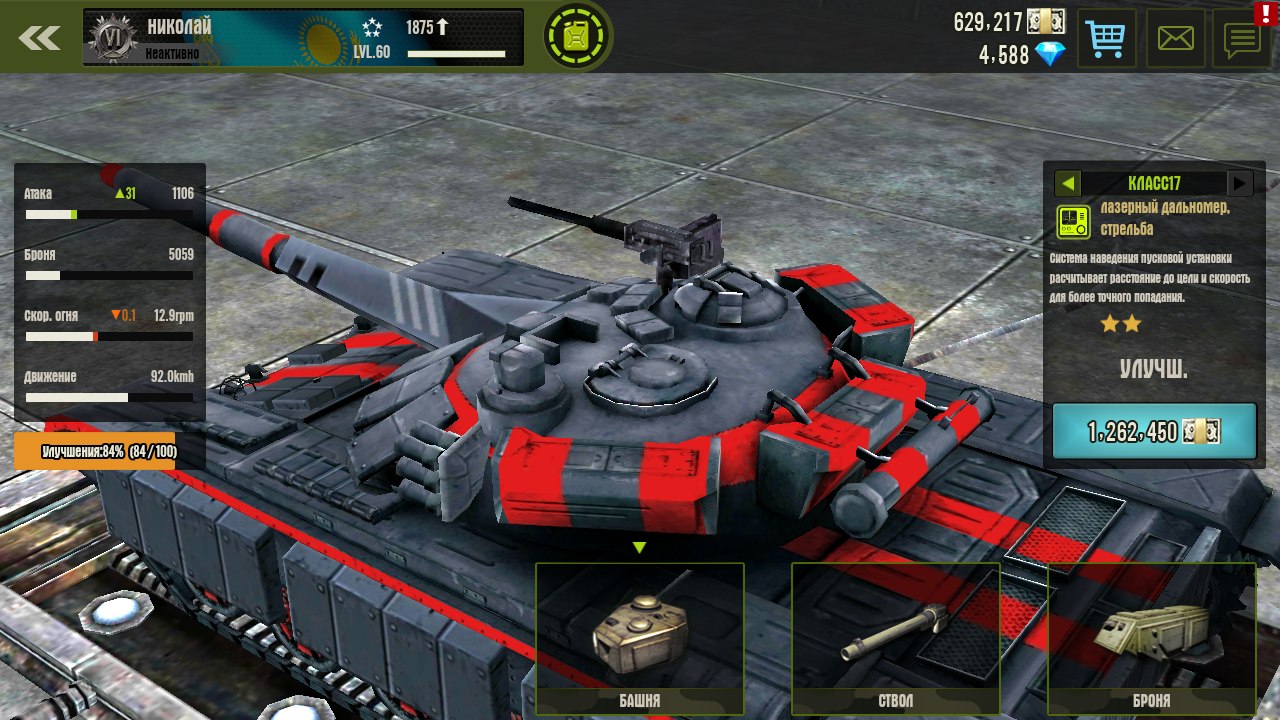 VI
НИКОЛАЙ
Неактивно
LVL.60
1875
629,217
4,588
!
Атака 31 1106
Броня 5059
Скор. огня 0.1 12.9rpm
Движение 92.0kmh
Улучшения:84% (84/100)
КЛАСС17
лазерный дальномер,
стрельба
Система наведения пусковой установки
расчитывает расстояние до цели и скорость
для более точного попадания.
УЛУЧШ.
1,262,450
БАШНЯ
СТВОЛ
БРОНЯ